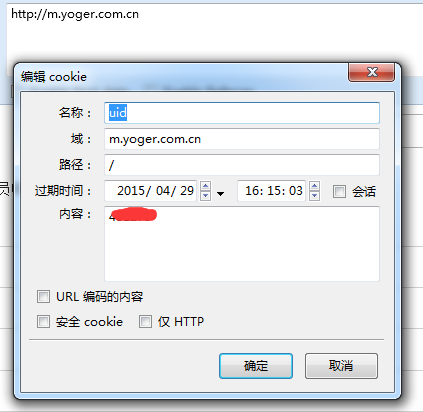 http://m.yoger.com.cn
编辑 cookie
名称：
uid
域：
m.yoger.com.cn
路径：
/
过期时间：
2015/ 04/ 29
16: 15: 03
会话
内容：
URL 编码的内容
安全 cookie
仅 HTTP
确定
取消